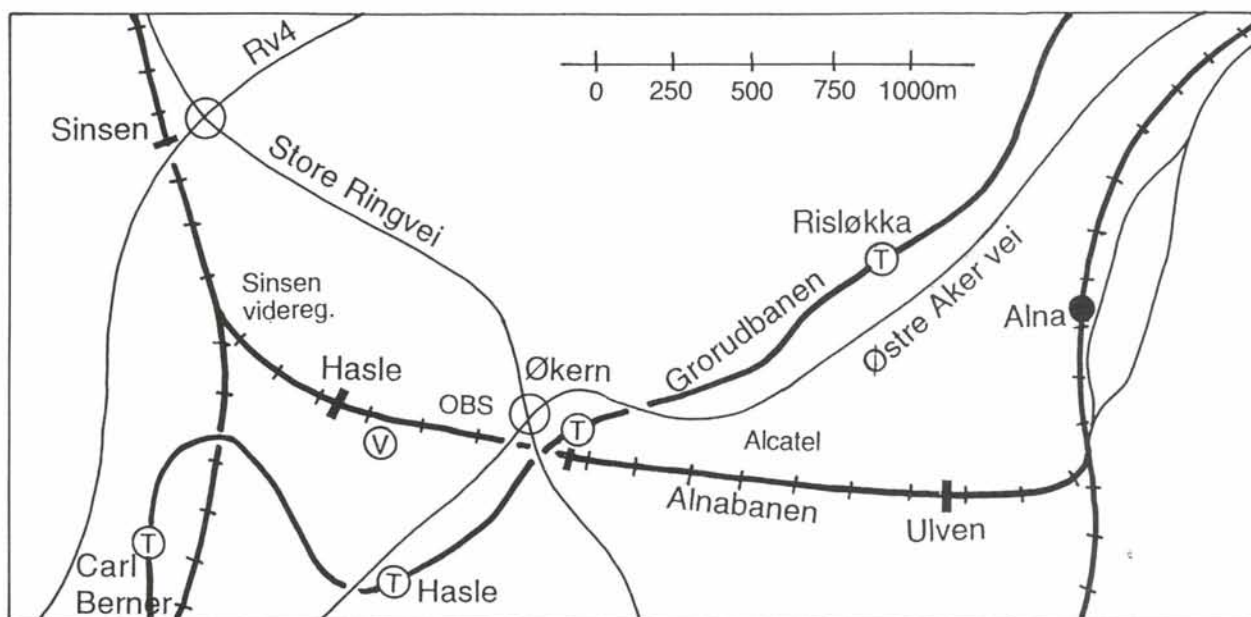 Rv4
0 250 500 750 1000m
Sinsen
Store Ringvei
Risløkka
T
Sinsen
videreg.
Grorudbanen
Østre Aker vei
Alna
Hasle
Økern
OBS
T
V
Alcatel
Alnabanen
Ulven
T
Carl
Berner
T
Hasle